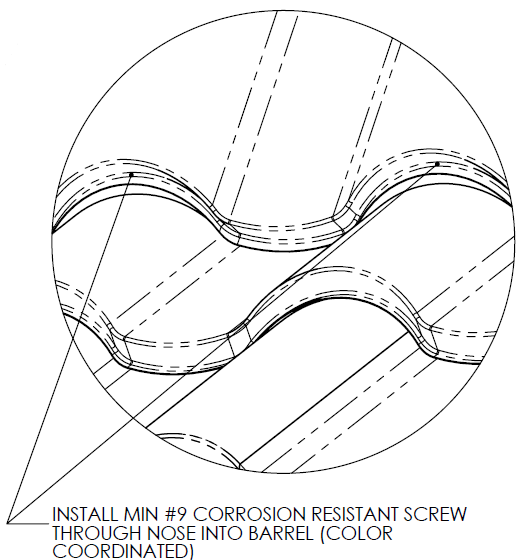 INSTALL MIN #9 CORROSION RESISTANT SCREW
THROUGH NOSE INTO BARREL (COLOR
COORDINATED)